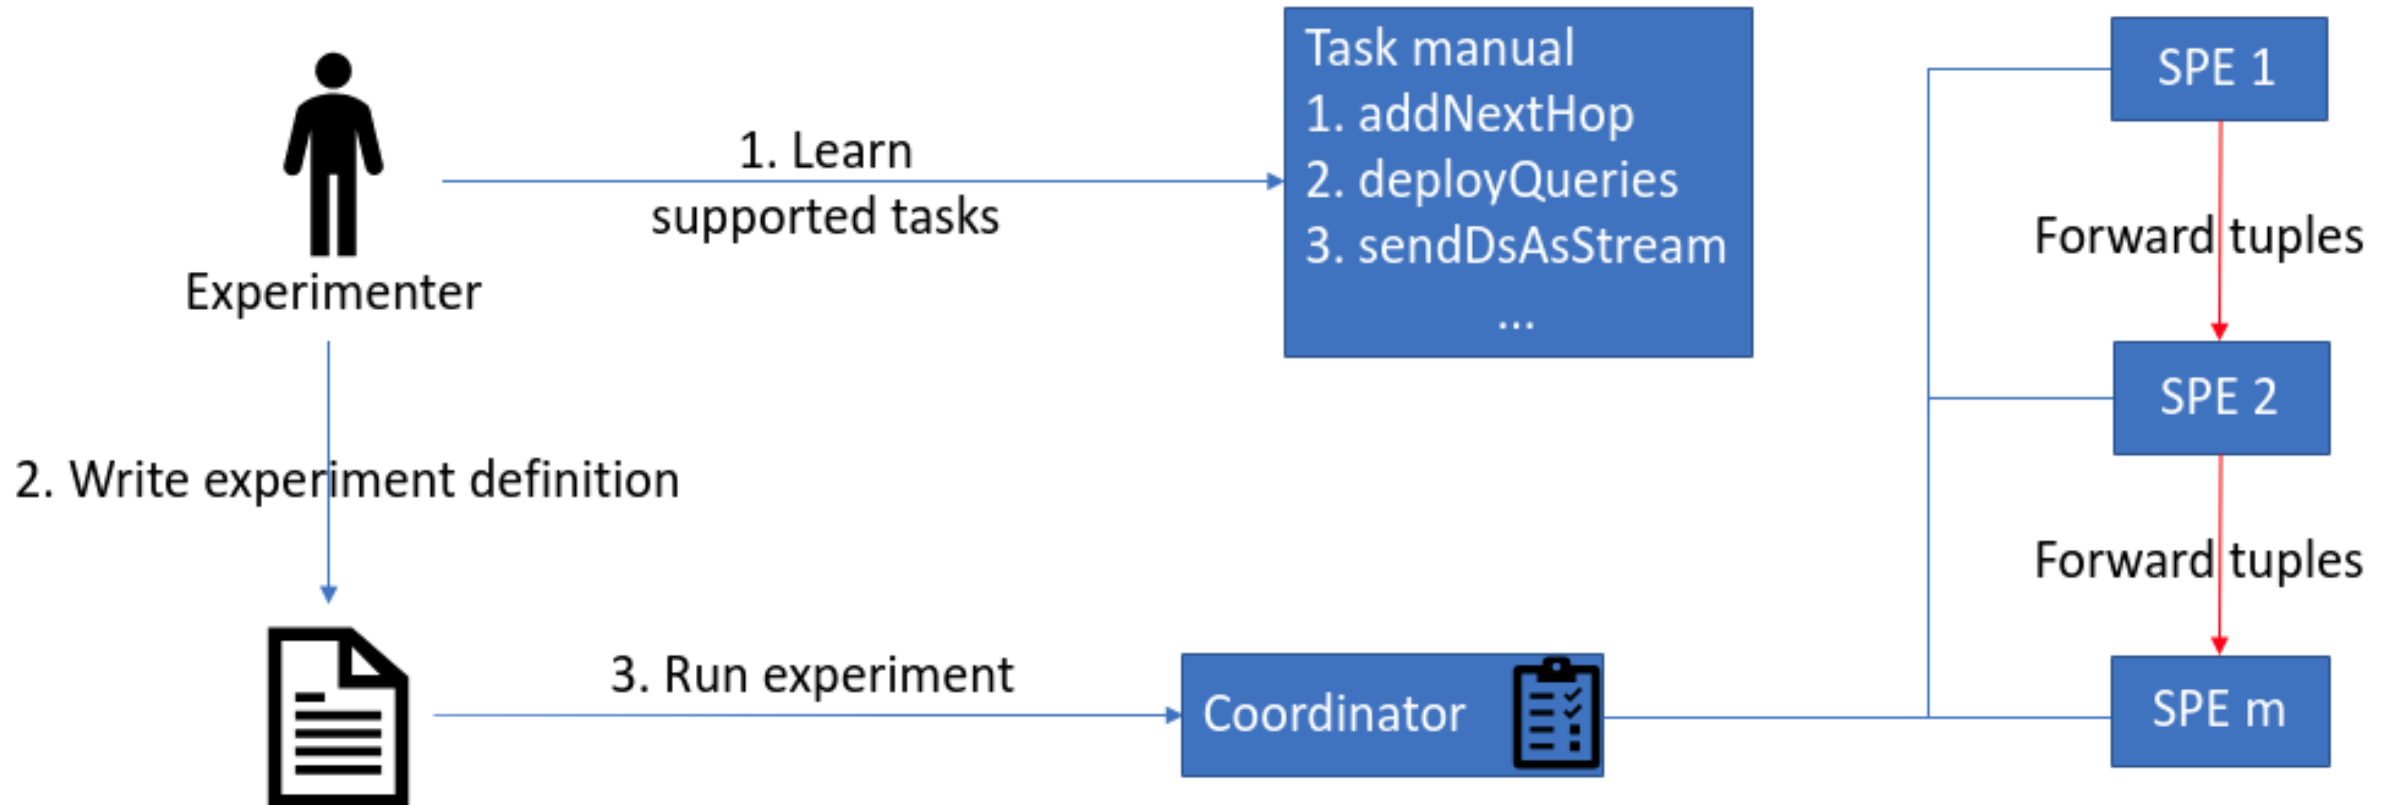 Experimenter
1. Learn
supported tasks
Task manual
1. addNextHop
2. deployQueries
3. sendDsAsStream
...
2. Write experiment definition
3. Run experiment
Coordinator
SPE 1
Forward tuples
SPE 2
Forward tuples
SPE m